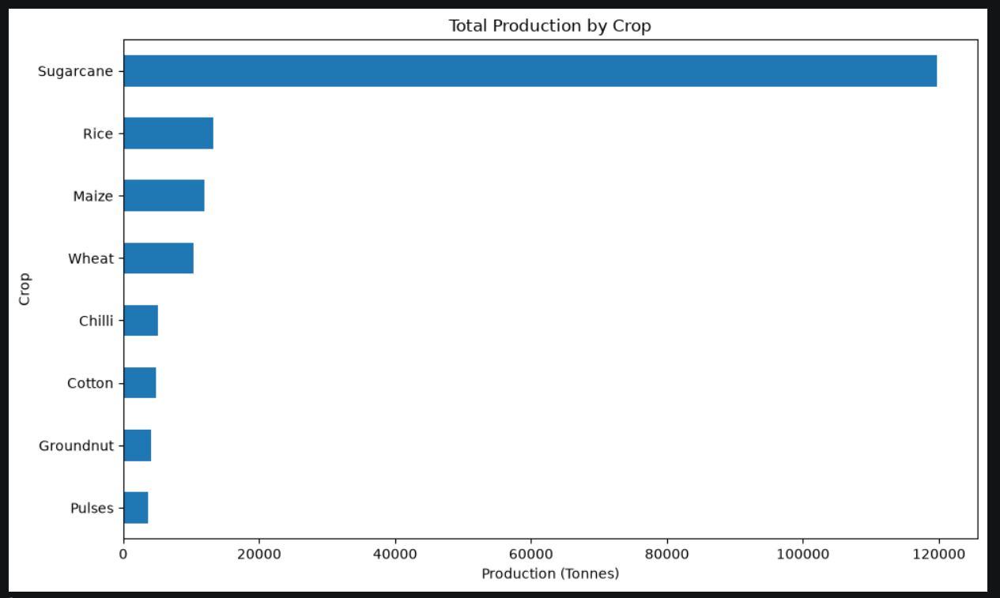 Total Production by Crop
Sugarcane
Rice
Maize
Wheat
Chilli
Cotton
Groundnut
Pulses
Crop
0 20000 40000 60000 80000 100000 120000
Production (Tonnes)